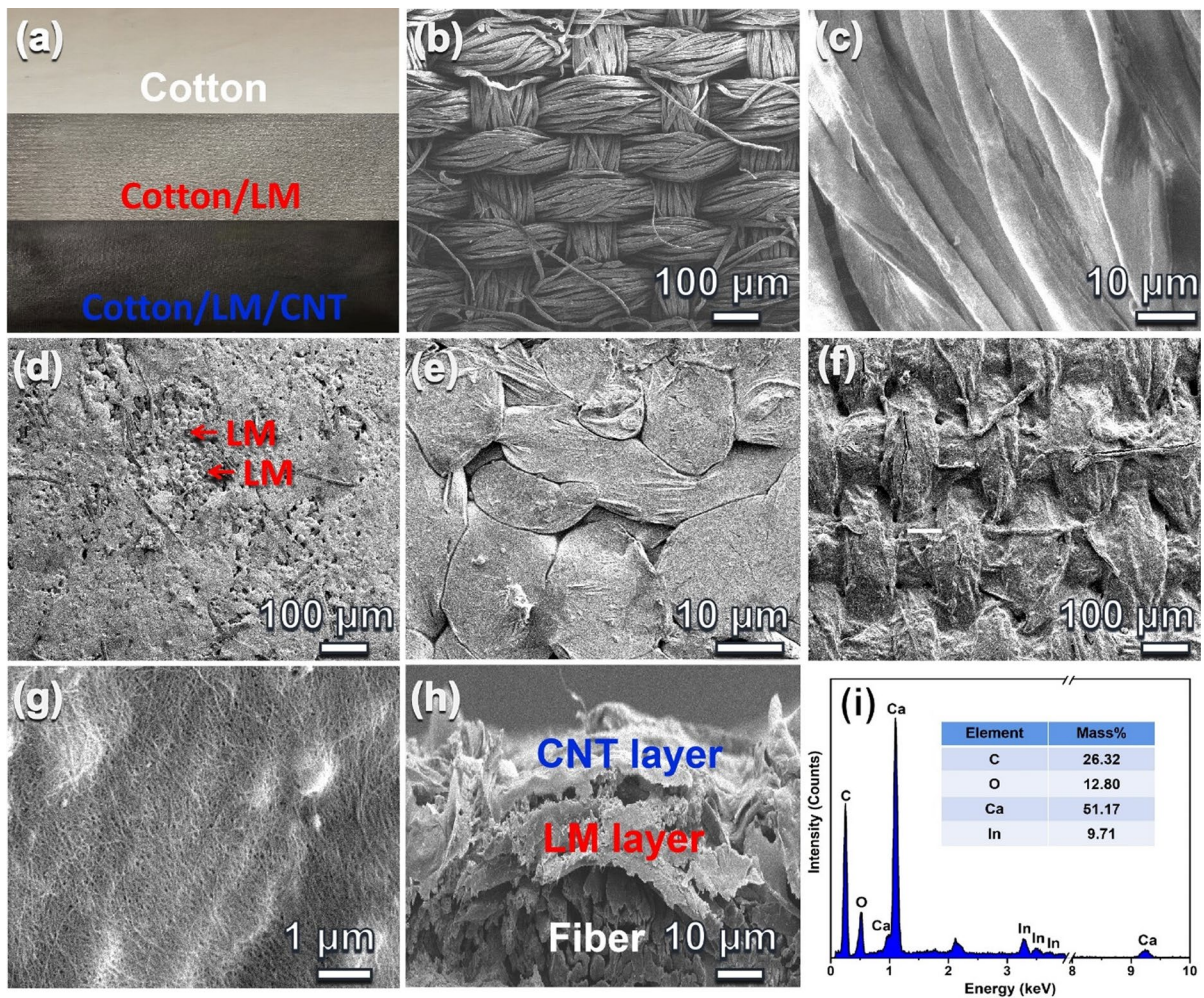 (a)
Cotton
Cotton/LM
Cotton/LM/CNT
(b)
100 μm
(c)
10 μm
(d)
LM
LM
100 μm
(e)
10 μm
(f)
100 μm
(g)
1 μm
(h)
CNT layer
LM layer
Fiber
10 μm
(i)
Element Mass%
C 26.32
O 12.80
Ca 51.17
In 9.71
Intensity (Counts)
C
O
Ca
Ca
In
In
In
Ca
0 1 2 3 8 9 10
Energy (keV)